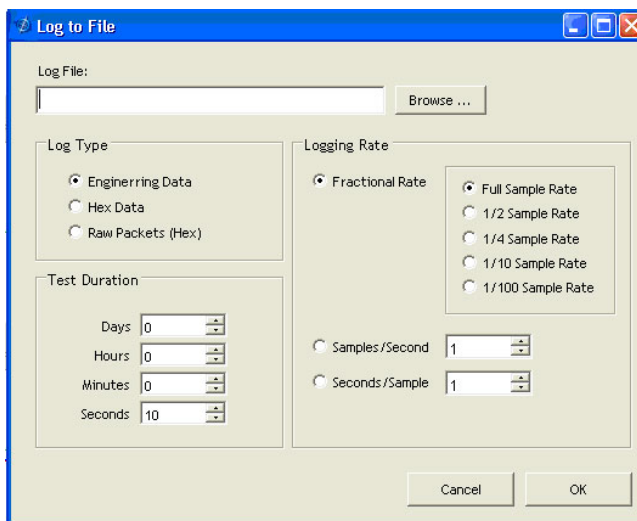 Log to File
Log File:
Browse ...
Log Type
Enginerring Data
Hex Data
Raw Packets (Hex)
Test Duration
Days 0
Hours 0
Minutes 0
Seconds 10
Logging Rate
Fractional Rate
Full Sample Rate
1/2 Sample Rate
1/4 Sample Rate
1/10 Sample Rate
1/100 Sample Rate
Samples/Second 1
Seconds/Sample 1
Cancel OK